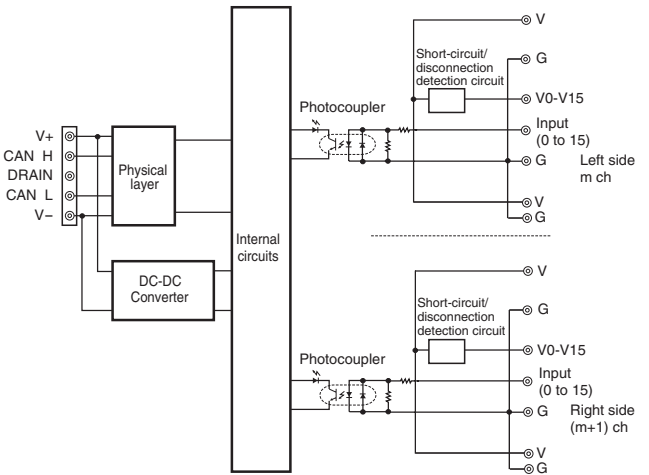 V+
CAN H
DRAIN
CAN L
V−
Physical
layer
DC-DC
Converter
Internal
circuits
Photocoupler
Short-circuit/
disconnection
detection circuit
V
G
V0-V15
Input
(0 to 15)
G
Left side
m ch
V
G
Photocoupler
Short-circuit/
disconnection
detection circuit
V
G
V0-V15
Input
(0 to 15)
G
Right side
(m+1) ch
V
G